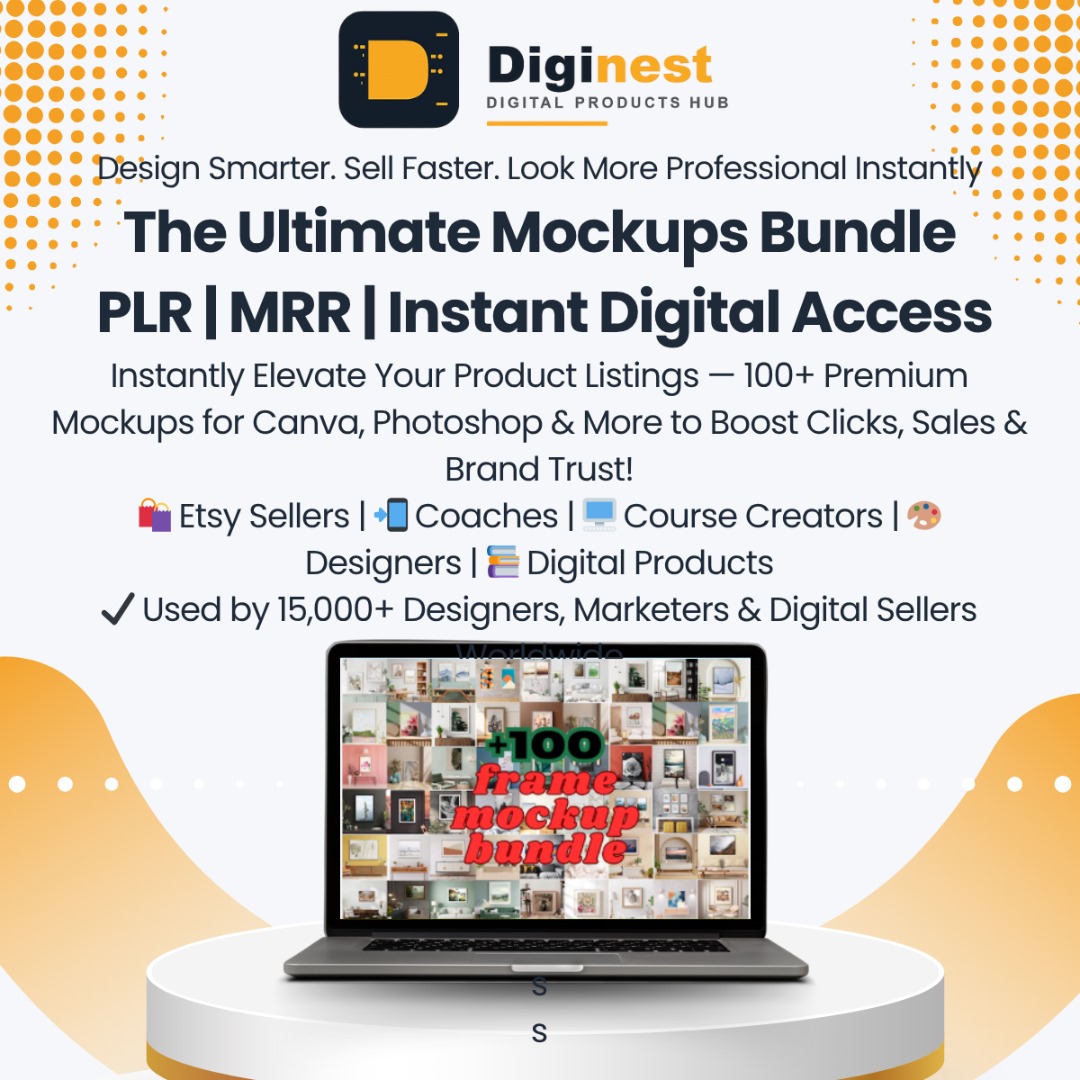 Diginest
DIGITAL PRODUCTS HUB
Design Smarter. Sell Faster. Look More Professional Instantly
The Ultimate Mockups Bundle
PLR | MRR | Instant Digital Access
Instantly Elevate Your Product Listings — 100+ Premium
Mockups for Canva, Photoshop & More to Boost Clicks, Sales &
Brand Trust!
🛍️ Etsy Sellers | 📲 Coaches | 🖥️ Course Creators | 🎨
Designers | 📚 Digital Products
✔️ Used by 15,000+ Designers, Marketers & Digital Sellers
Worldwide
+100
frame
mockup
bundle
s
s